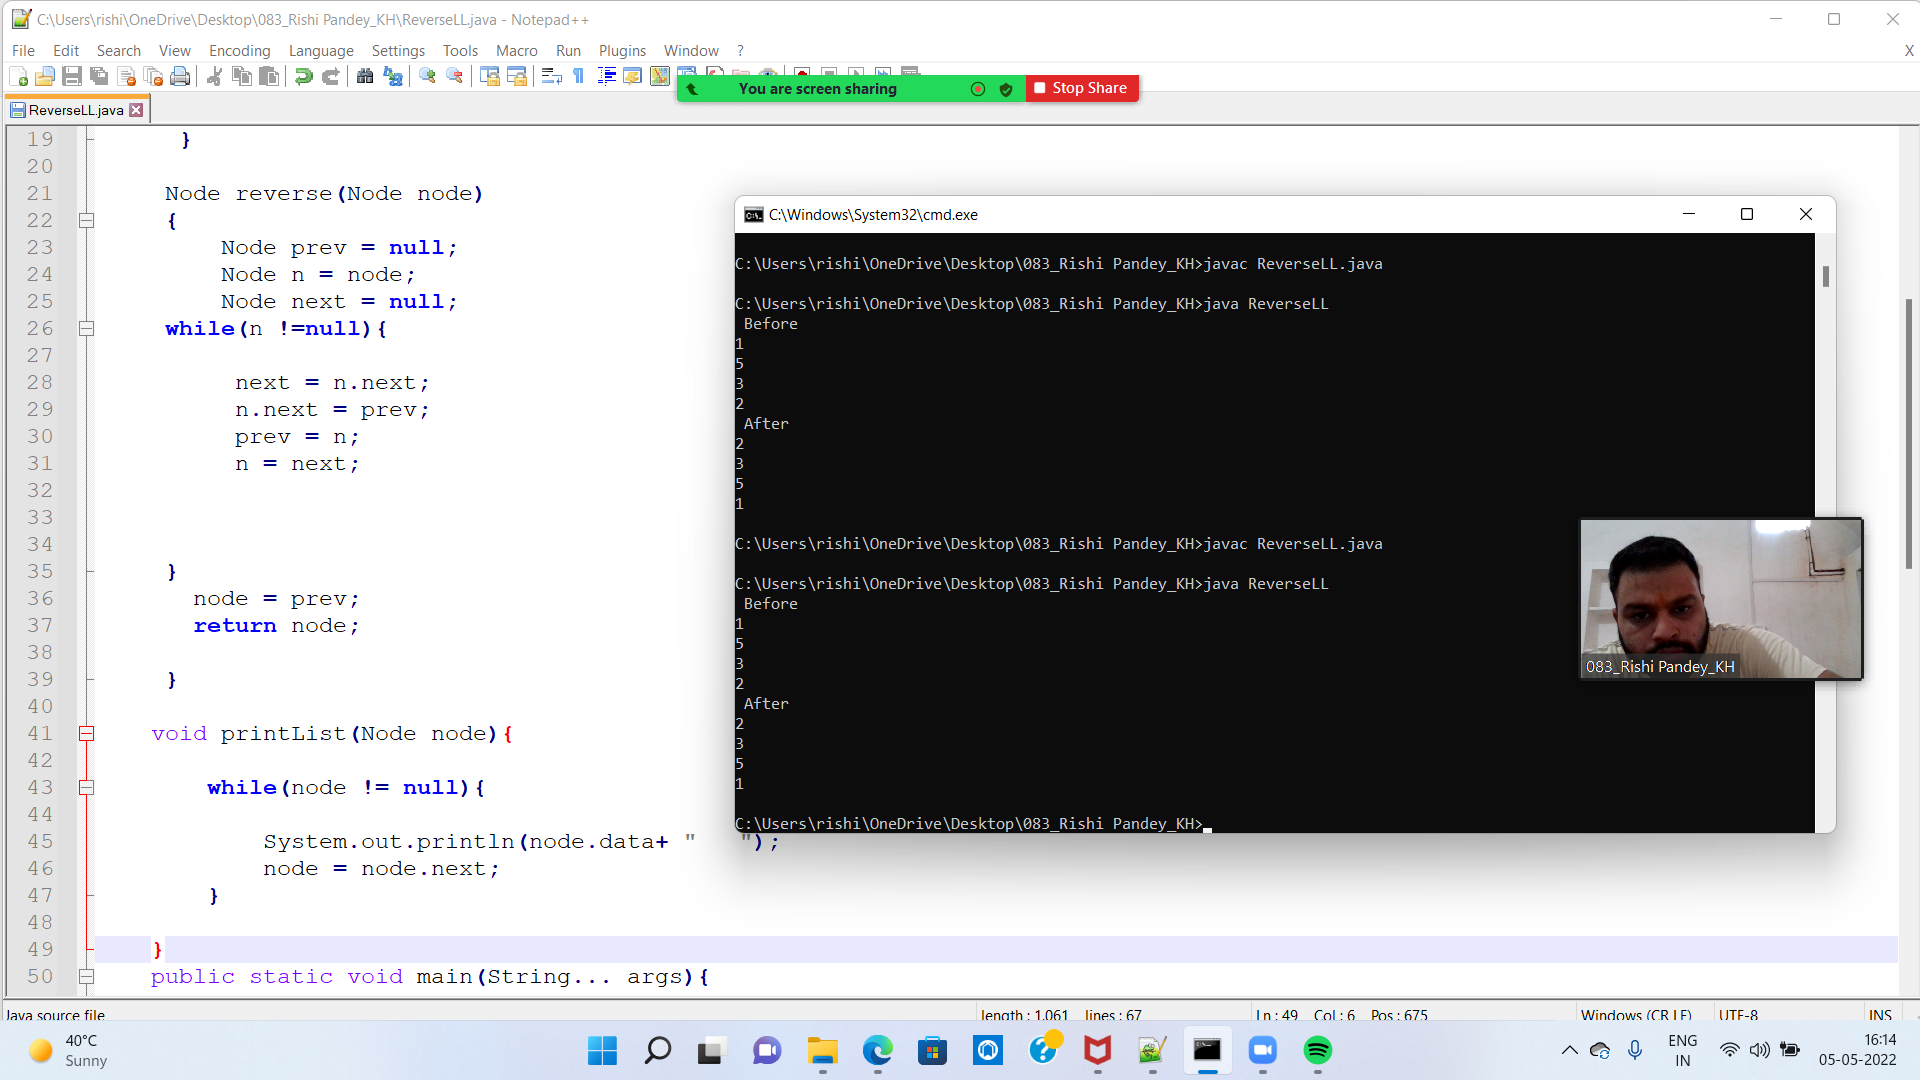 C:\Users\rishi\OneDrive\Desktop\083_Rishi Pandey_KH\ReverseLL.java - Notepad++
File Edit Search View Encoding Language Settings Tools Macro Run Plugins Window ? X
You are screen sharing Stop Share
ReverseLL.java
19 }
20
21 Node reverse(Node node)
22 {
23 Node prev = null;
24 Node n = node;
25 Node next = null;
26 while(n !=null){
27
28 next = n.next;
29 n.next = prev;
30 prev = n;
31 n = next;
32
33
34
35 }
36 node = prev;
37 return node;
38
39 }
40
41 void printList(Node node){
42
43 while(node != null){
44
45 System.out.println(node.data+ " ");
46 node = node.next;
47 }
48
49 }
50 public static void main(String... args){
C:\Windows\System32\cmd.exe
C:\Users\rishi\OneDrive\Desktop\083_Rishi Pandey_KH>javac ReverseLL.java
C:\Users\rishi\OneDrive\Desktop\083_Rishi Pandey_KH>java ReverseLL
Before
1
5
3
2
After
2
3
5
1
C:\Users\rishi\OneDrive\Desktop\083_Rishi Pandey_KH>javac ReverseLL.java
C:\Users\rishi\OneDrive\Desktop\083_Rishi Pandey_KH>java ReverseLL
Before
1
5
3
2
After
2
3
5
1
C:\Users\rishi\OneDrive\Desktop\083_Rishi Pandey_KH>
083_Rishi Pandey_KH
Java source file length : 1,061 lines : 67 Ln : 49 Col : 6 Pos : 675 Windows (CR LF) UTF-8 INS
40°C
Sunny
ENG
IN
16:14
05-05-2022